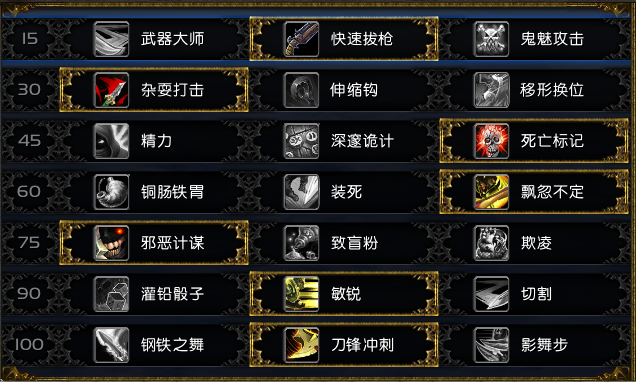 15 武器大师 快速拔枪 鬼魅攻击
30 杂耍打击 伸缩钩 移形换位
45 精力 深邃诡计 死亡标记
60 铜肠铁胃 装死 飘忽不定
75 邪恶计谋 致盲粉 欺凌
90 灌铅骰子 敏锐 切割
100 钢铁之舞 刀锋冲刺 影舞步